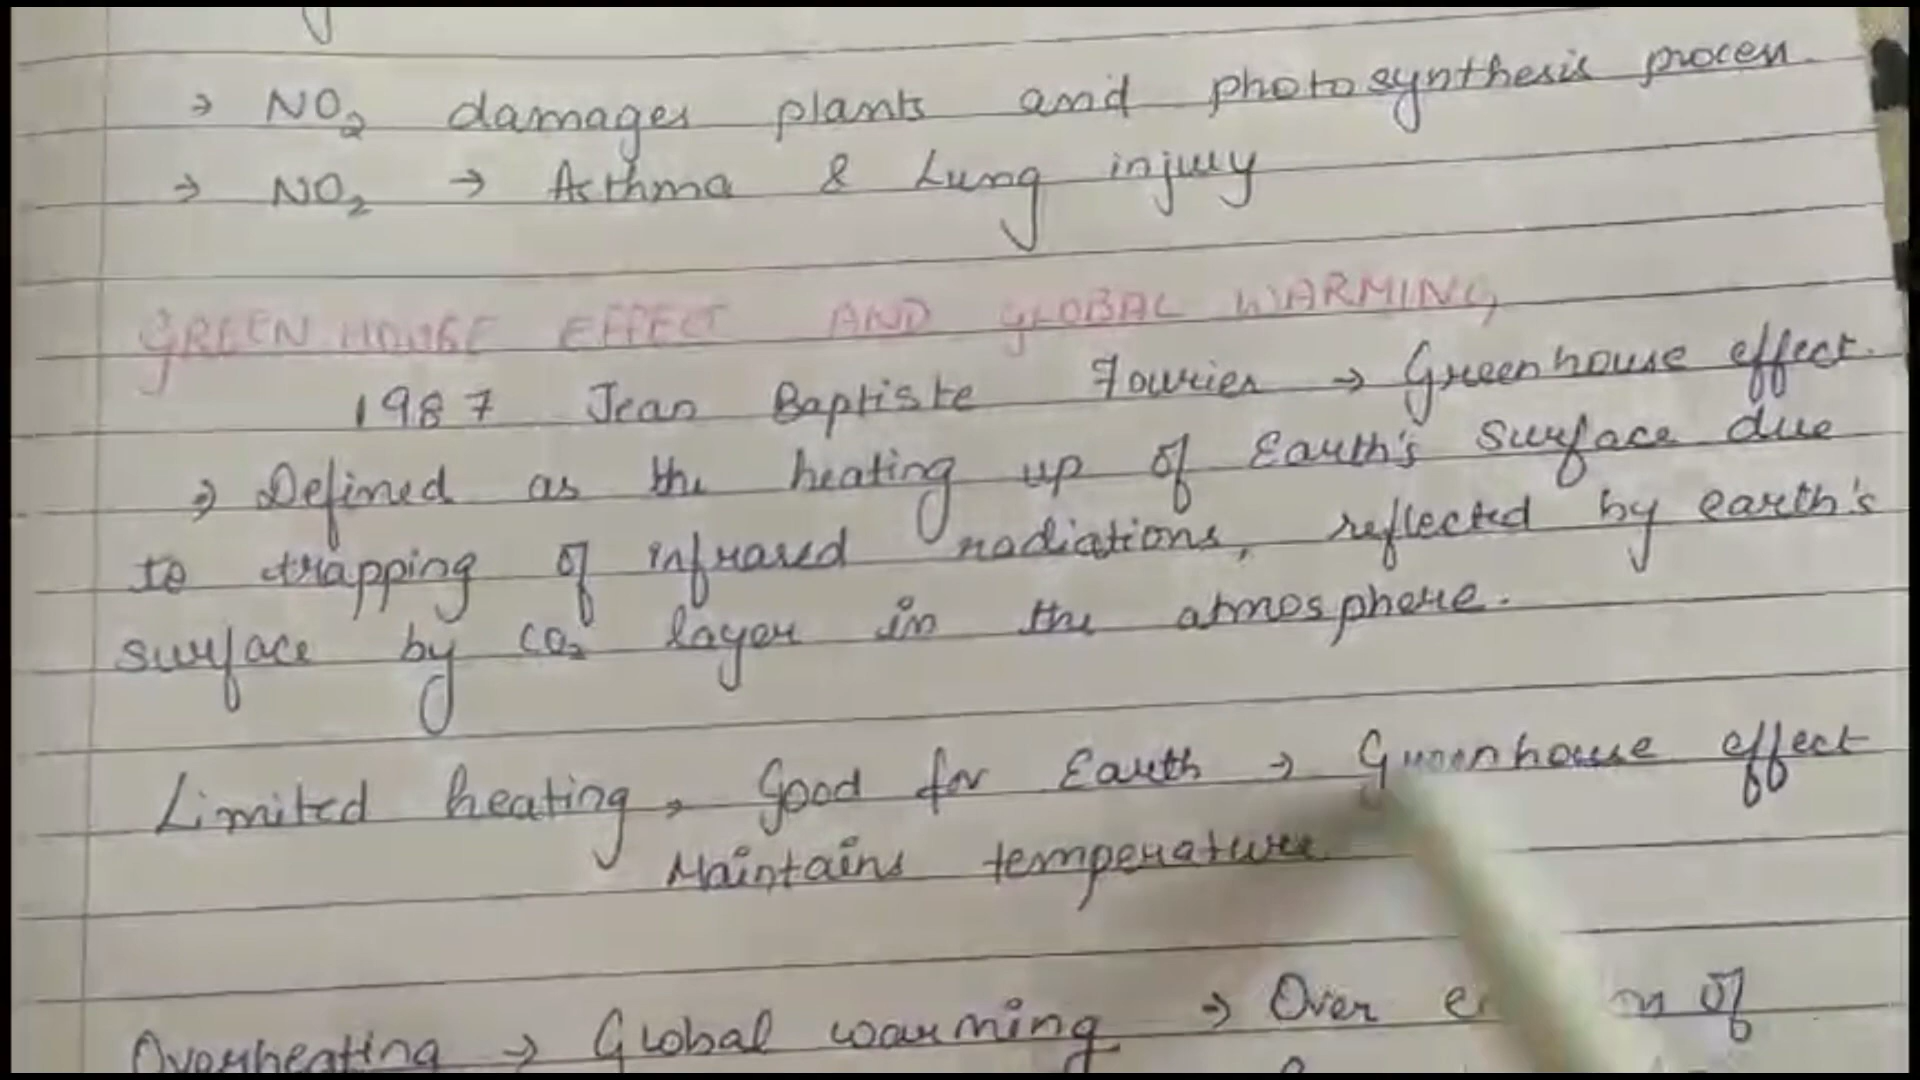 → NO₂ damages plants and photosynthesis process.
→ NO₂ → Asthma & Lung injury
GREEN HOUSE EFFECT AND GLOBAL WARMING
1987 Jean Baptiste Fourier → Greenhouse effect.
→ Defined as the heating up of Earth's surface due
to trapping of infrared radiations, reflected by earth's
surface by CO₂ layer in the atmosphere.
Limited heating → Good for Earth → Greenhouse effect
Maintains temperature
Overheating → Global warming → Over of